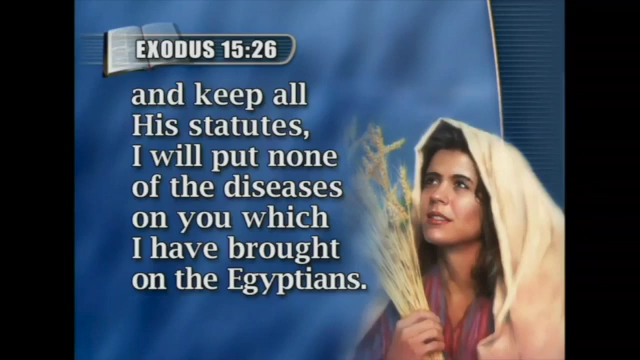 EXODUS 15:26
and keep all
His statutes,
I will put none
of the diseases
on you which
I have brought
on the Egyptians.